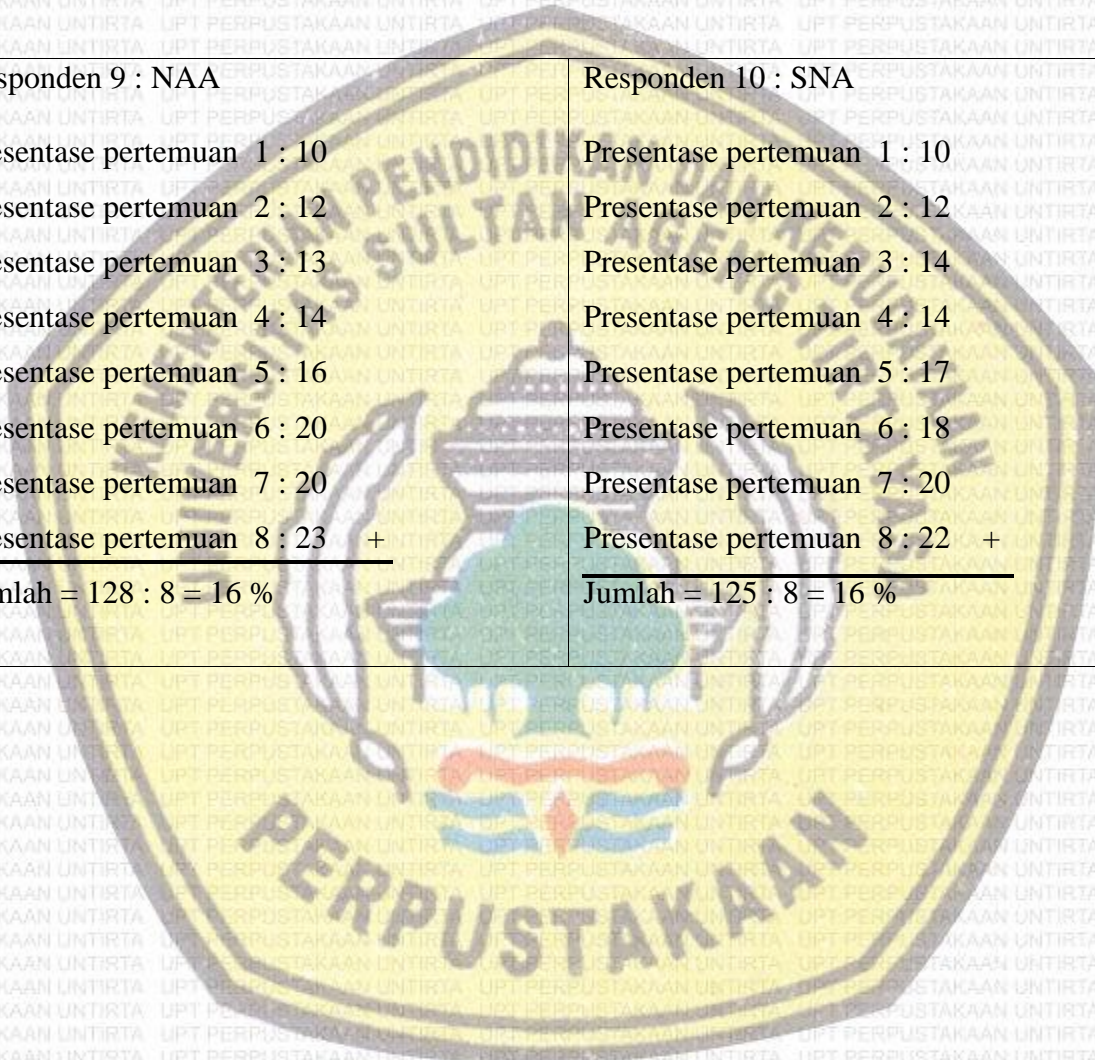 sponden 9 : NAA
esentase pertemuan 1 : 10
esentase pertemuan 2 : 12
esentase pertemuan 3 : 13
esentase pertemuan 4 : 14
esentase pertemuan 5 : 16
esentase pertemuan 6 : 20
esentase pertemuan 7 : 20
esentase pertemuan 8 : 23 +
mlah = 128 : 8 = 16 %
Responden 10 : SNA
Presentase pertemuan 1 : 10
Presentase pertemuan 2 : 12
Presentase pertemuan 3 : 14
Presentase pertemuan 4 : 14
Presentase pertemuan 5 : 17
Presentase pertemuan 6 : 18
Presentase pertemuan 7 : 20
Presentase pertemuan 8 : 22 +
Jumlah = 125 : 8 = 16 %
KEMENTERIAN PENDIDIKAN DAN KEBUDAYAAN
UNIVERSITAS SULTAN AGENG TIRTAYASA
PERPUSTAKAAN